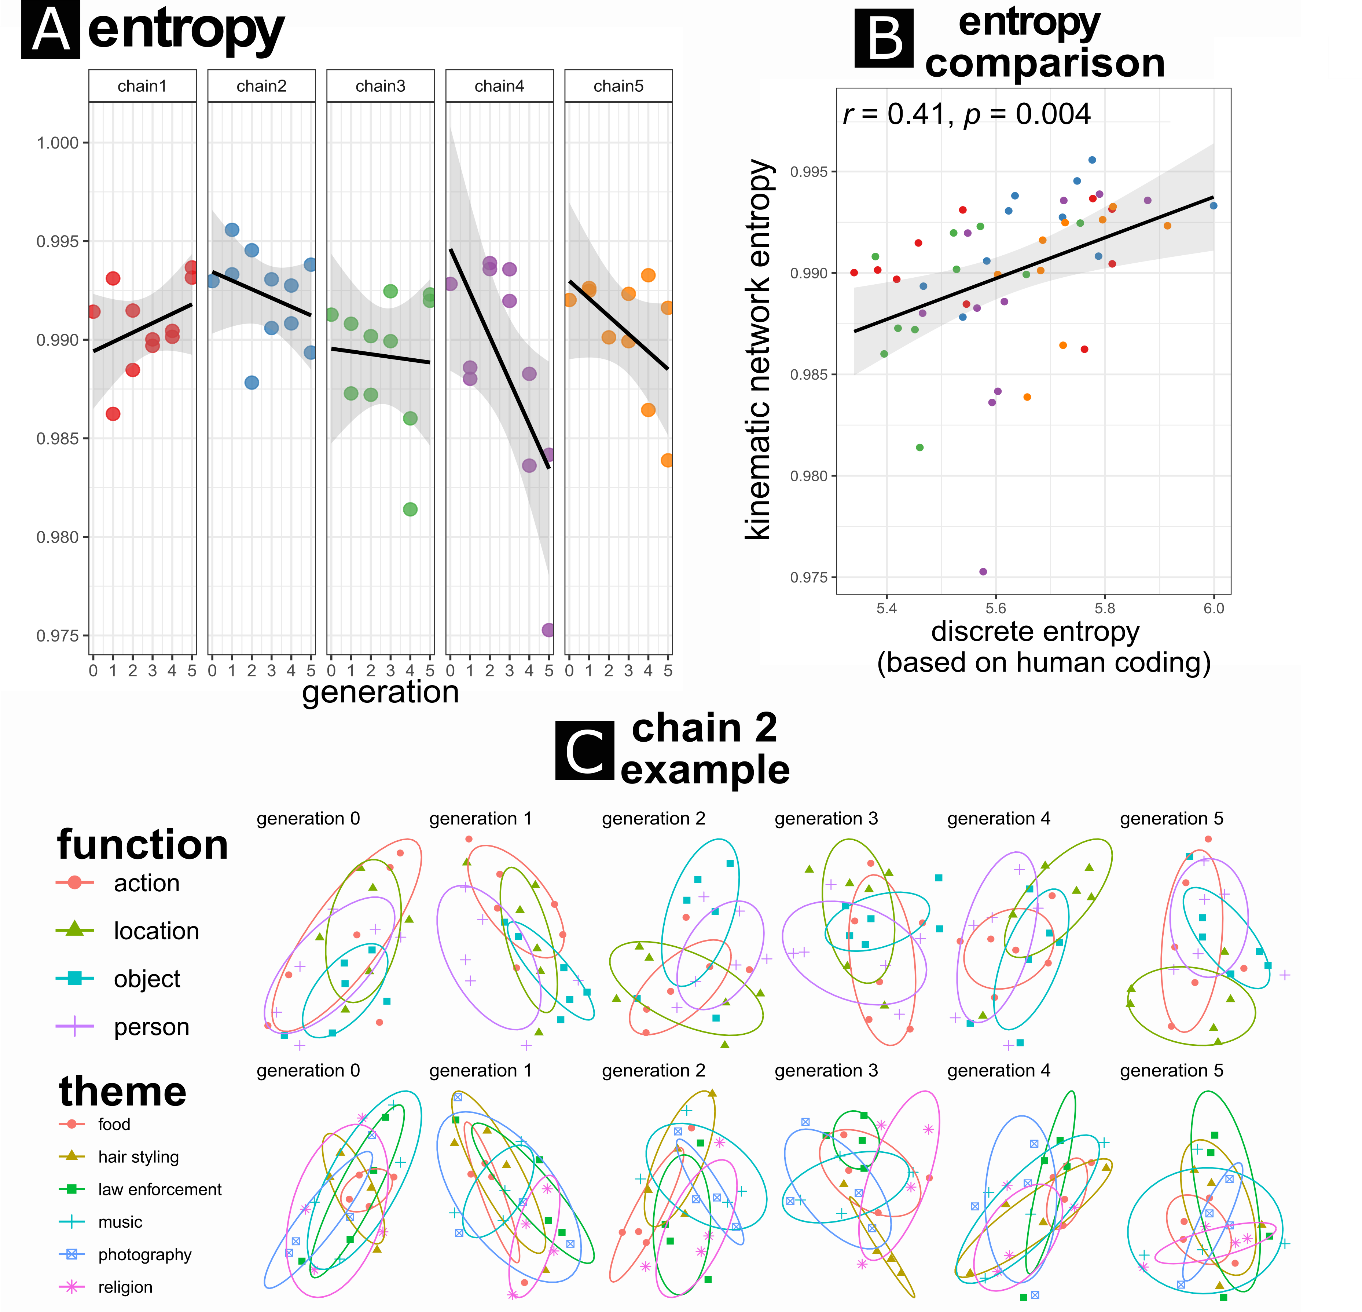 A entropy
chain1 chain2 chain3 chain4 chain5
1.000
0.995
0.990
0.985
0.980
0.975
0 1 2 3 4 5 0 1 2 3 4 5 0 1 2 3 4 5 0 1 2 3 4 5 0 1 2 3 4 5
generation
B entropy
comparison
r = 0.41, p = 0.004
kinematic network entropy
0.995
0.990
0.985
0.980
0.975
5.4 5.6 5.8 6.0
discrete entropy
(based on human coding)
C chain 2
example
generation 0 generation 1 generation 2 generation 3 generation 4 generation 5
function
action
location
object
person
generation 0 generation 1 generation 2 generation 3 generation 4 generation 5
theme
food
hair styling
law enforcement
music
photography
religion